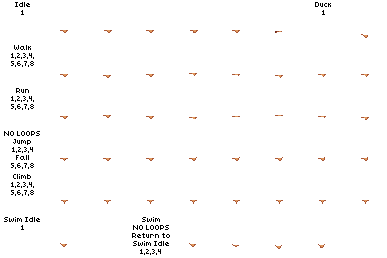 Idle
1
Duck
1
Walk
1,2,3,4,
5,6,7,8
Run
1,2,3,4,
5,6,7,8
NO LOOPS
Jump
1,2,3,4
Fall
5,6,7,8
Climb
1,2,3,4,
5,6,7,8
Swim Idle
1
Swim
NO LOOPS
Return to
Swim Idle
1,2,3,4